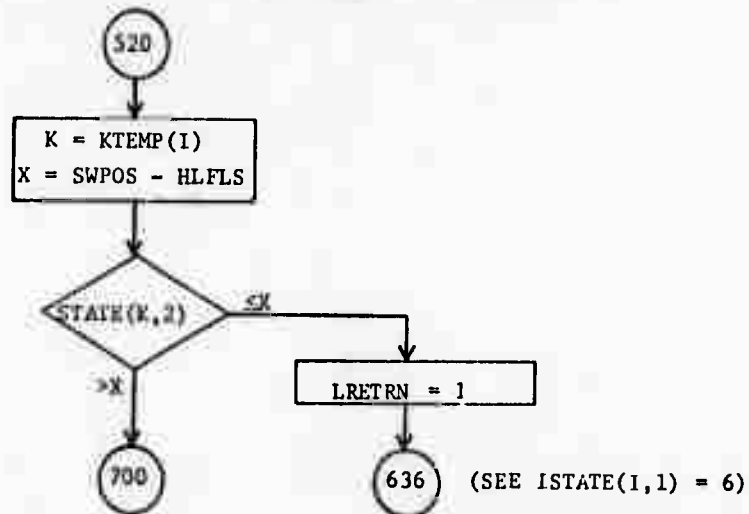 520
K = KTEMP(I)
X = SWPOS - HLFLS
STATE(K,2)
≤X
>X
LRETRN = 1
700
636
(SEE ISTATE(I,1) = 6)